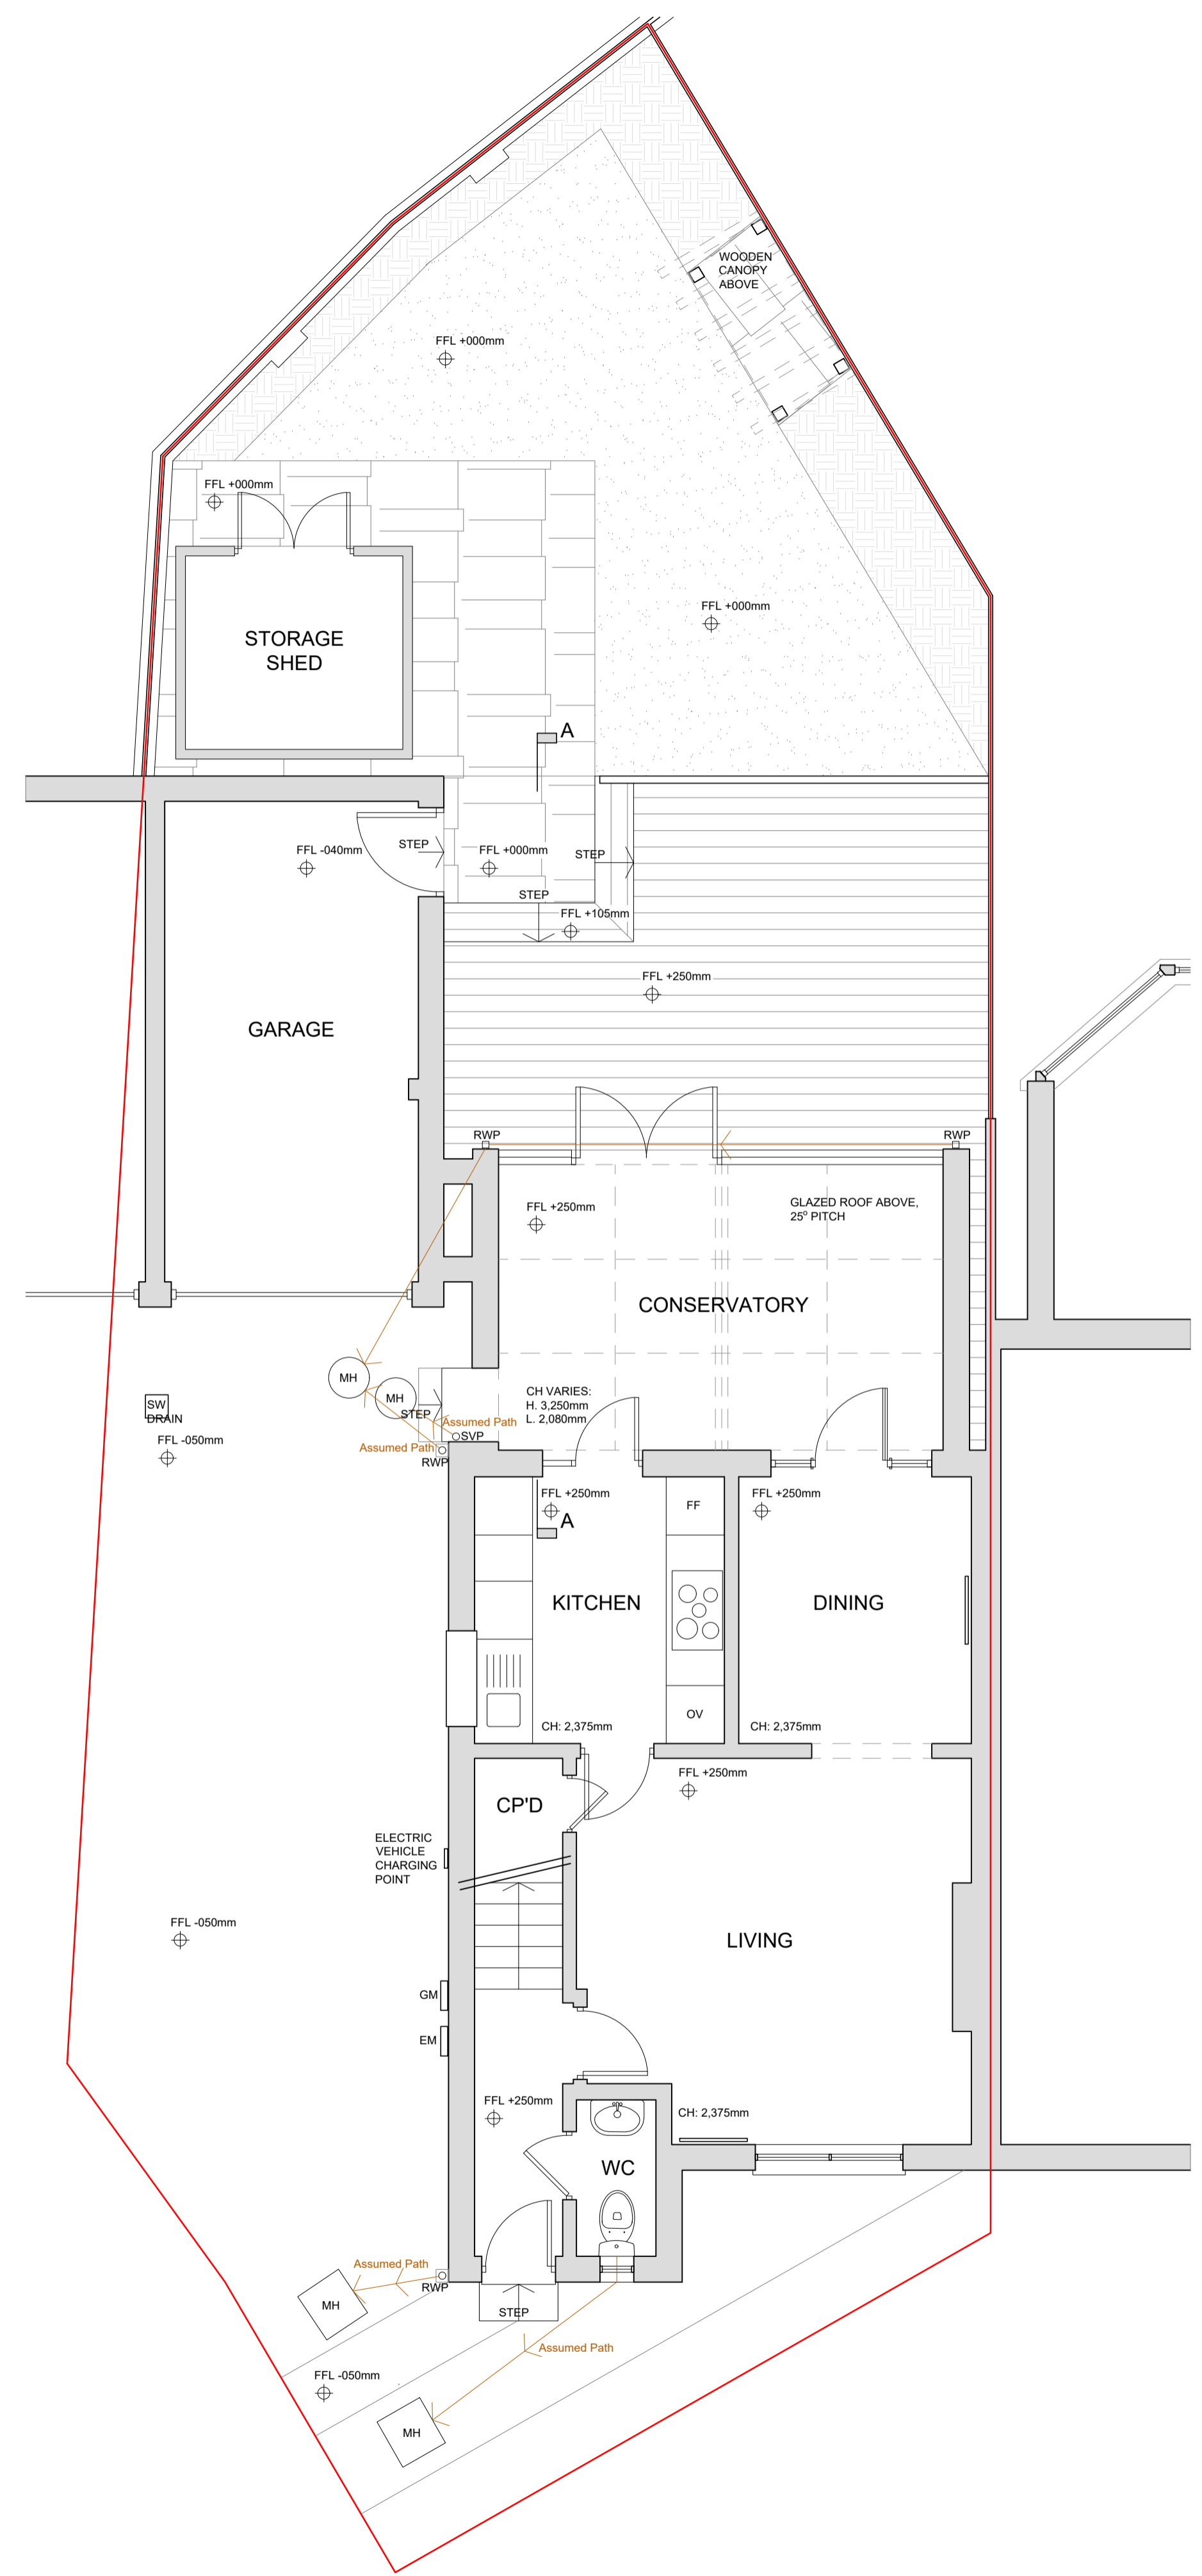 WOODEN
CANOPY
ABOVE
FFL +000mm
FFL +000mm
FFL +000mm
STORAGE
SHED
A
FFL -040mm
STEP
FFL +000mm
STEP
STEP
FFL +105mm
FFL +250mm
GARAGE
RWP
RWP
FFL +250mm
GLAZED ROOF ABOVE,
25° PITCH
CONSERVATORY
MH
MH
CH VARIES:
H. 3,250mm
L. 2,080mm
SW
DRAIN
STEP
Assumed Path
SVP
FFL -050mm
Assumed Path
RWP
FFL +250mm
FF
FFL +250mm
A
KITCHEN
DINING
OV
CH: 2,375mm
CH: 2,375mm
FFL +250mm
CP'D
ELECTRIC
VEHICLE
CHARGING
POINT
FFL -050mm
LIVING
GM
EM
FFL +250mm
CH: 2,375mm
WC
Assumed Path
RWP
MH
STEP
Assumed Path
FFL -050mm
MH